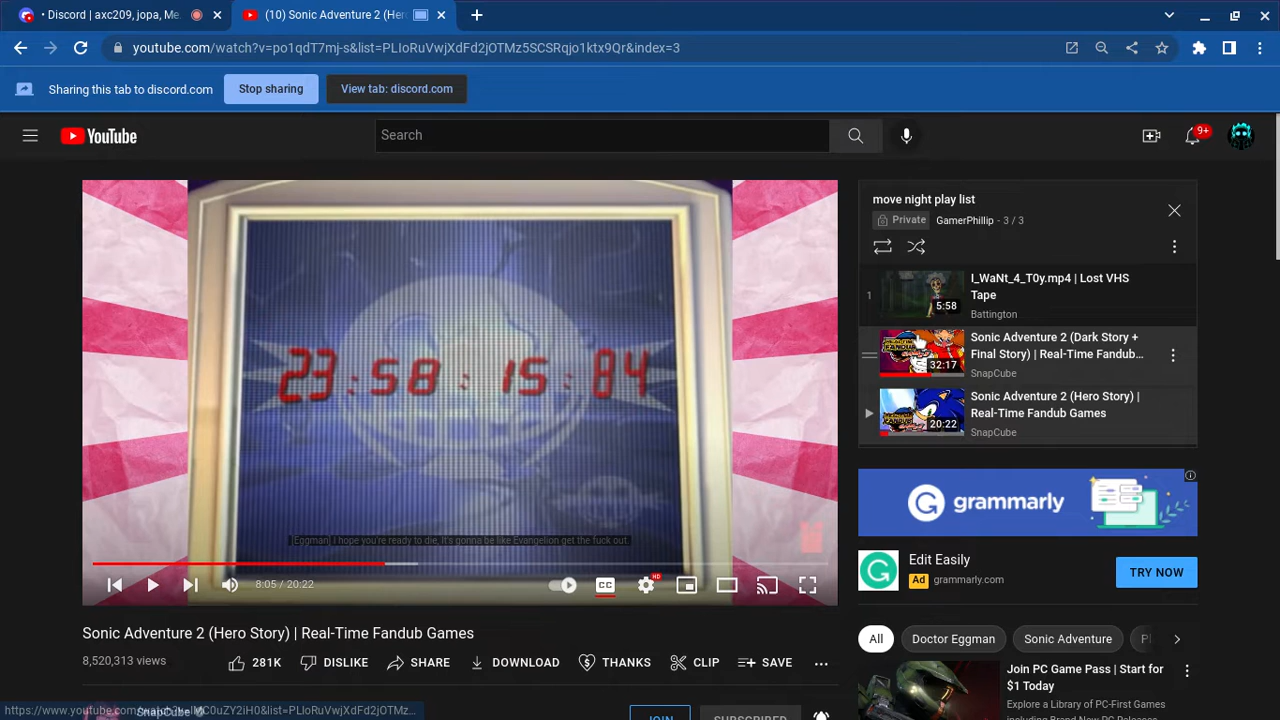 • Discord | axc209, jopa, Me
(10) Sonic Adventure 2 (Her
youtube.com/watch?v=po1qdT7mj-s&list=PLIoRuVwjXdFd2jOTMz5SCSRqjo1ktx9Qr&index=3
Sharing this tab to discord.com
Stop sharing
View tab: discord.com
YouTube
Search
9+
move night play list
Private
GamerPhillip - 3 / 3
1
I_WaNt_4_T0y.mp4 | Lost VHS
Tape
Battington
5:58
Sonic Adventure 2 (Dark Story +
Final Story) | Real-Time Fandub...
SnapCube
32:17
Sonic Adventure 2 (Hero Story) |
Real-Time Fandub Games
SnapCube
20:22
23:58:15:84
[Eggman] I hope you're ready to die, It's gonna be like Evangelion get the fuck out.
8:05 / 20:22
CC
HD
grammarly
Edit Easily
Ad grammarly.com
TRY NOW
Sonic Adventure 2 (Hero Story) | Real-Time Fandub Games
8,520,313 views
281K
DISLIKE
SHARE
DOWNLOAD
THANKS
CLIP
SAVE
All
Doctor Eggman
Sonic Adventure
Join PC Game Pass | Start for
$1 Today
Explore a Library of PC-First Games
SnapCube
JOIN
SUBSCRIBED